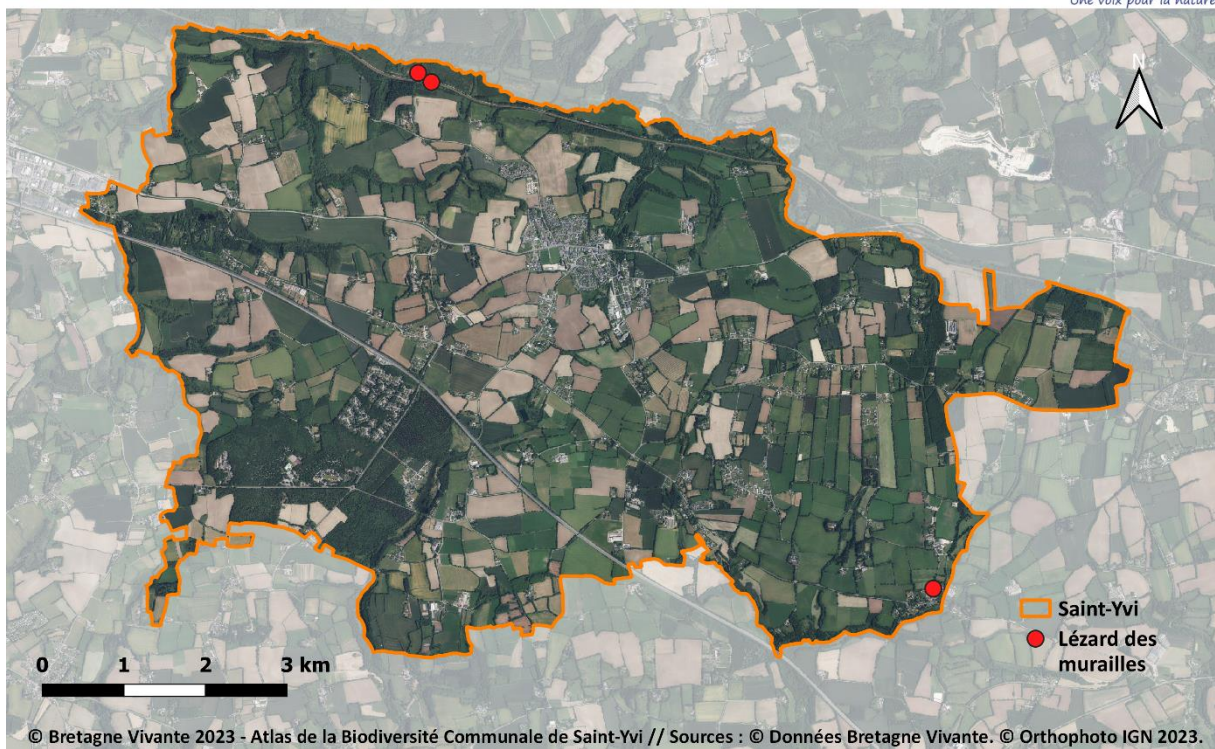 Une voix pour la nature
N
Saint-Yvi
Lézard des
murailles
0 1 2 3 km
© Bretagne Vivante 2023 - Atlas de la Biodiversité Communale de Saint-Yvi // Sources : © Données Bretagne Vivante. © Orthophoto IGN 2023.